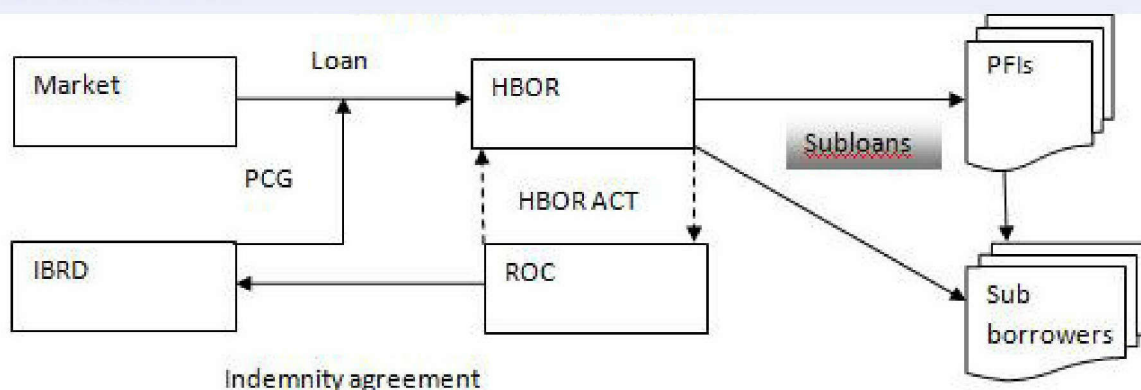 Market
Loan
HBOR
PFIs
Subloans
PCG
HBOR ACT
IBRD
ROC
Sub
borrowers
Indemnity agreement